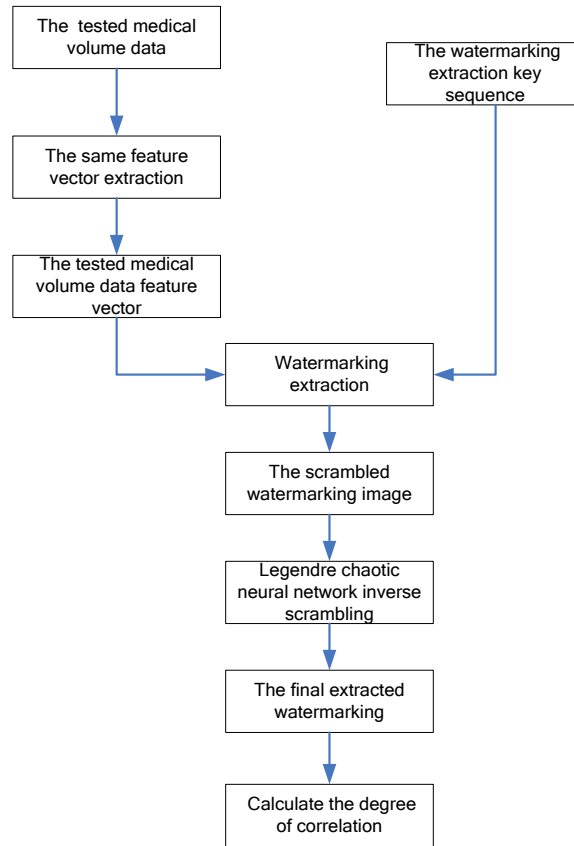 The tested medical
volume data
The watermarking
extraction key
sequence
The same feature
vector extraction
The tested medical
volume data feature
vector
Watermarking
extraction
The scrambled
watermarking image
Legendre chaotic
neural network inverse
scrambling
The final extracted
watermarking
Calculate the degree
of correlation